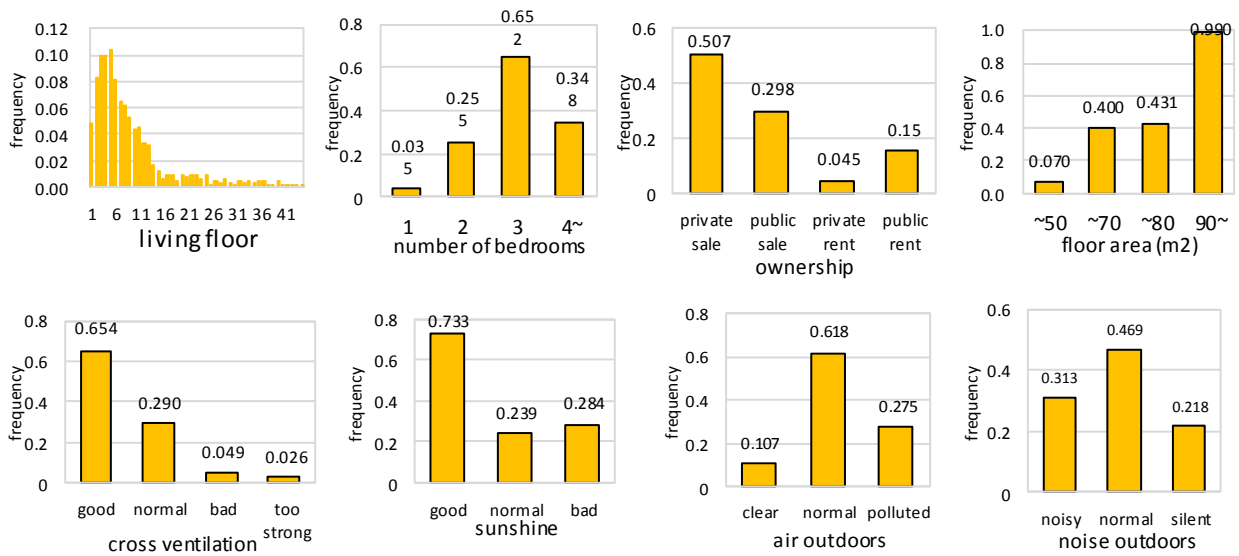 frequency
0.12
0.10
0.08
0.06
0.04
0.02
0.00
1 6 11 16 21 26 31 36 41
living floor
frequency
0.8
0.6
0.4
0.2
0
0.03
5
0.25
5
0.65
2
0.34
8
1 2 3 4~
number of bedrooms
frequency
0.6
0.4
0.2
0
0.507
0.298
0.045
0.15
private sale
public sale
private rent
public rent
ownership
frequency
1.0
0.8
0.6
0.4
0.2
0.0
0.070
0.400
0.431
0.990
~50 ~70 ~80 90~
floor area (m2)
frequency
0.8
0.6
0.4
0.2
0
0.654
0.290
0.049
0.026
good normal bad too
strong
cross ventilation
frequency
0.8
0.6
0.4
0.2
0
0.733
0.239
0.284
good normal bad
sunshine
frequency
0.8
0.6
0.4
0.2
0
0.107
0.618
0.275
clear normal polluted
air outdoors
frequency
0.6
0.4
0.2
0
0.313
0.469
0.218
noisy normal silent
noise outdoors